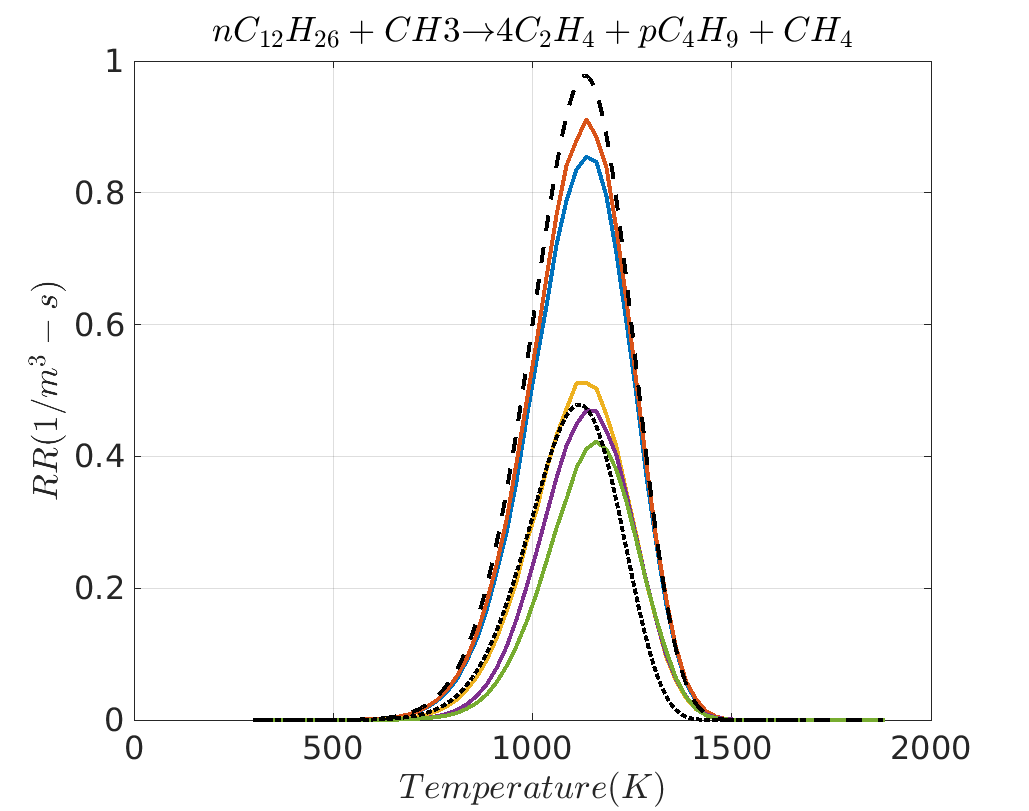 nC₁₂H₂₆ + CH3→4C₂H₄ + pC₄H₉ + CH₄
1
0.8
0.6
0.4
0.2
0
RR(1/m³ − s)
0 500 1000 1500 2000
Temperature(K)